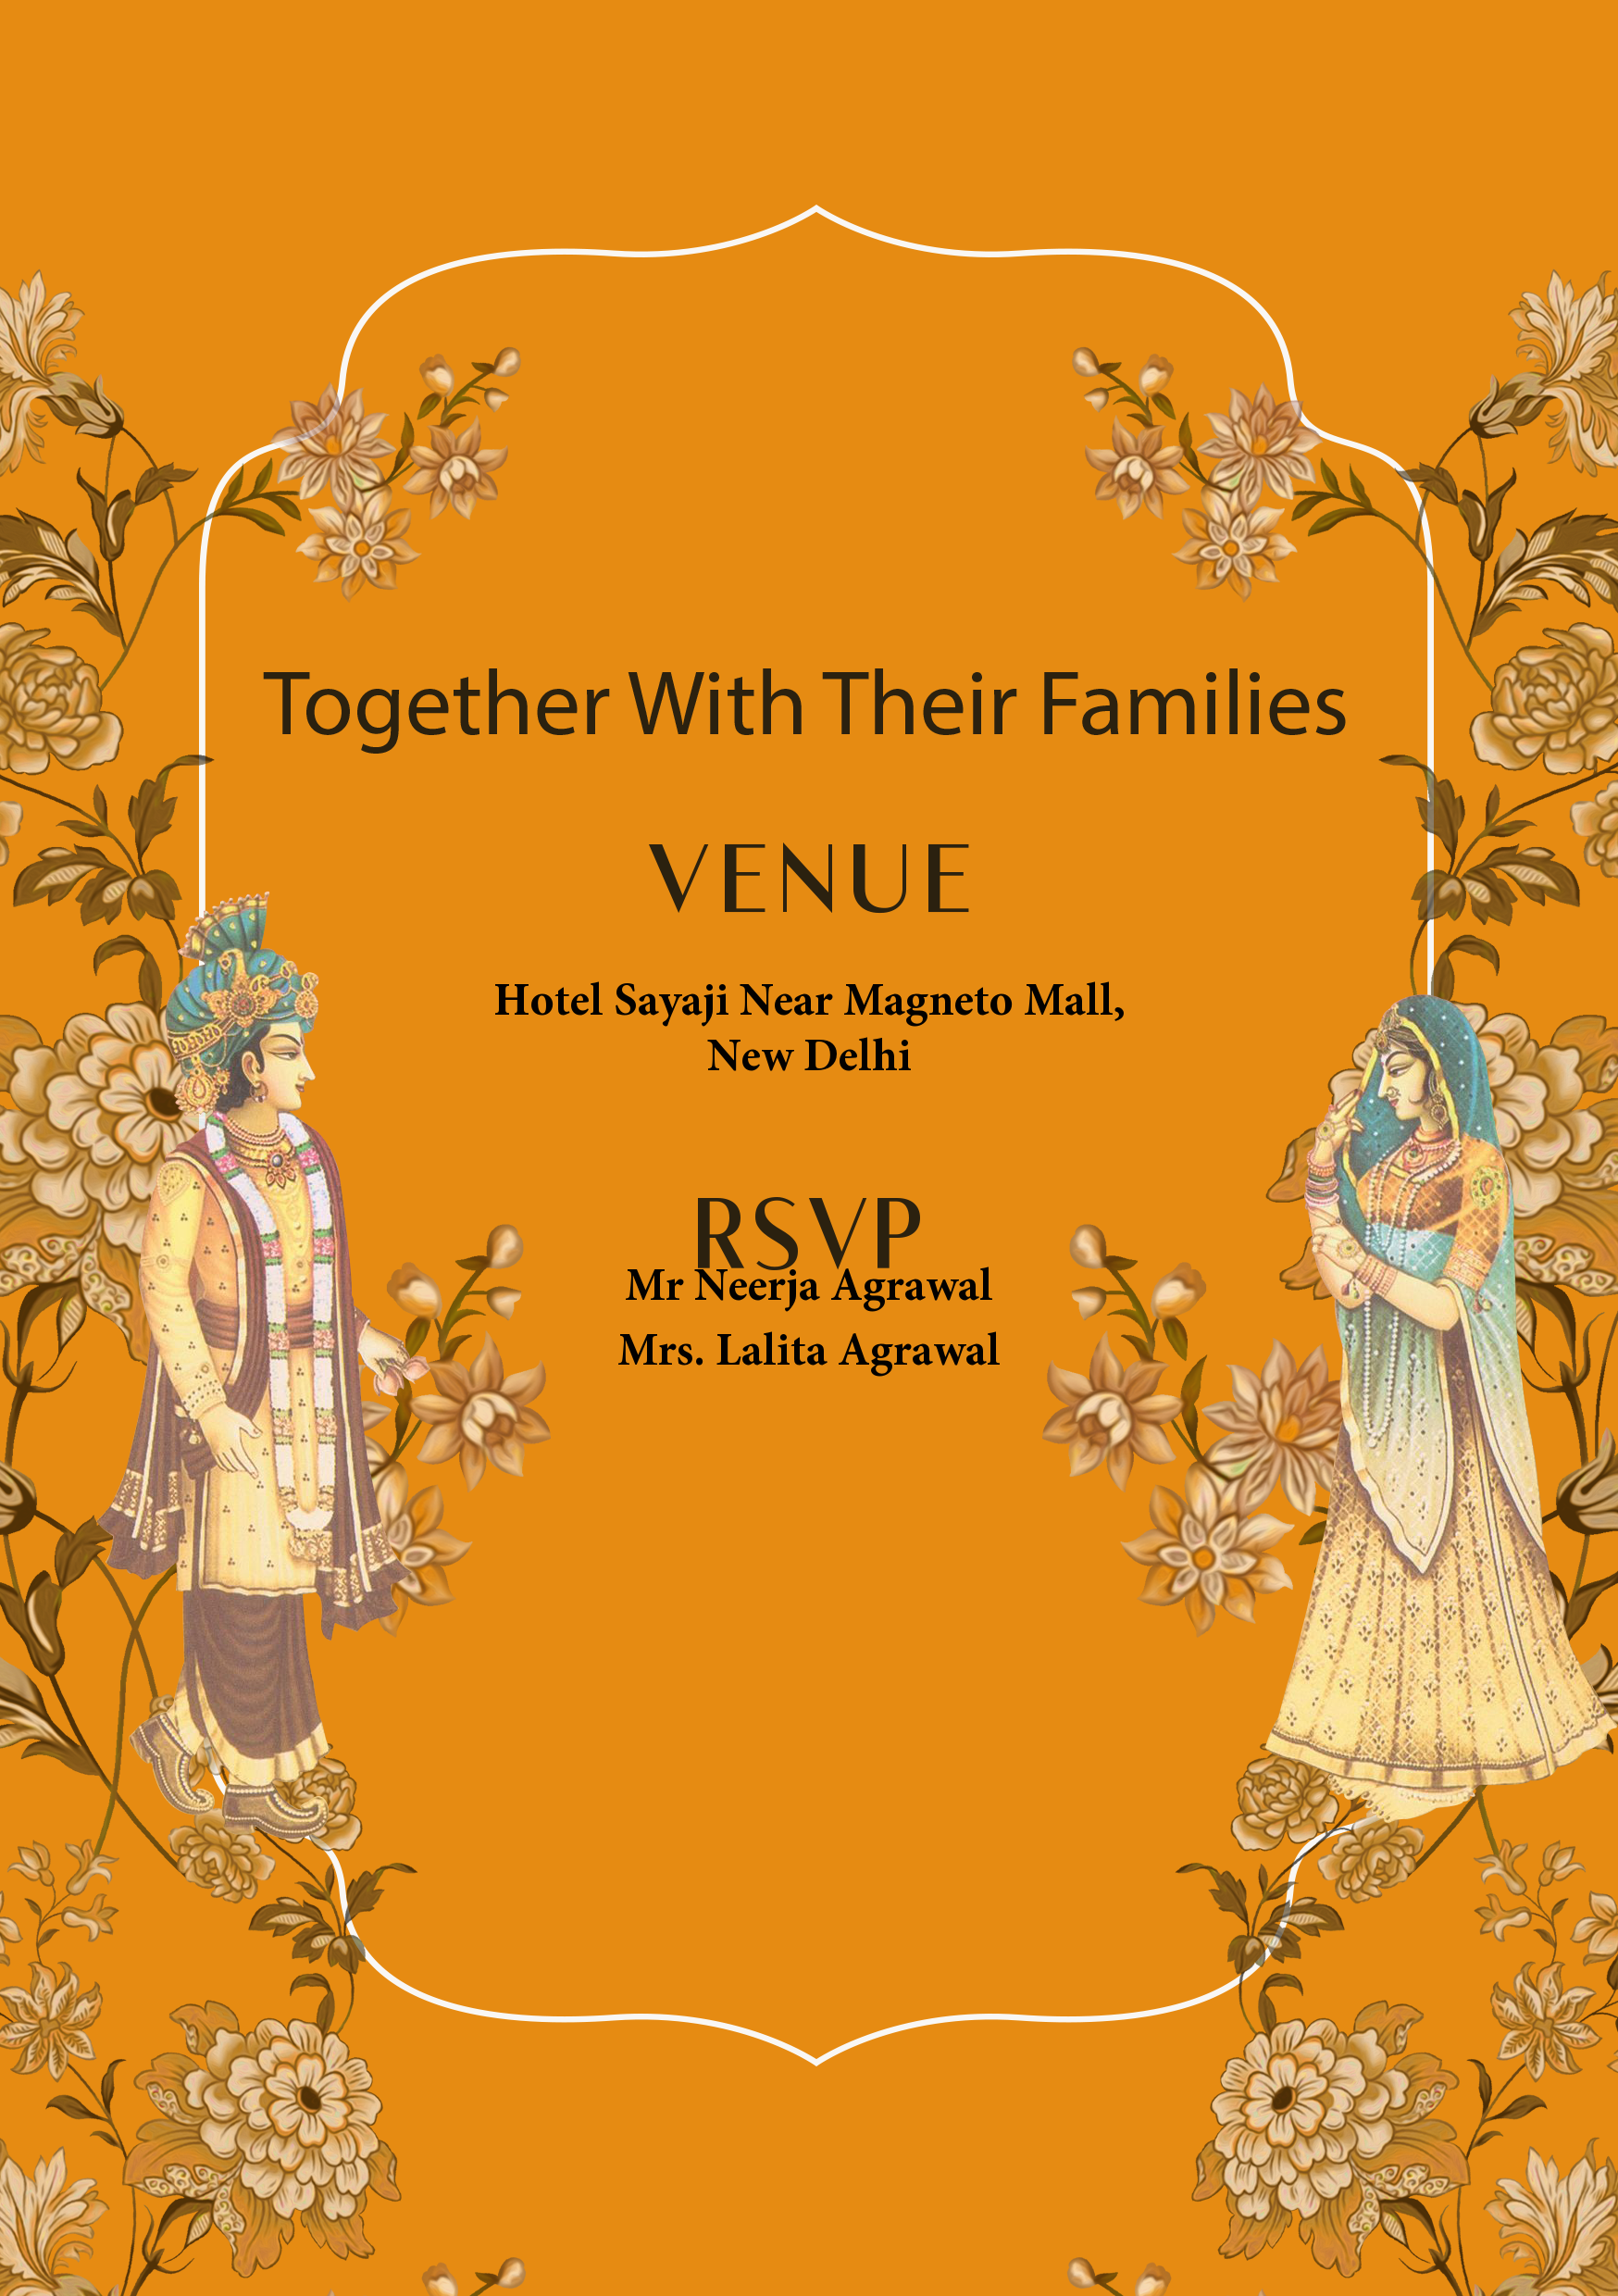 Together With Their Families
VENUE
Hotel Sayaji Near Magneto Mall,
New Delhi
RSVP
Mr Neerja Agrawal
Mrs. Lalita Agrawal